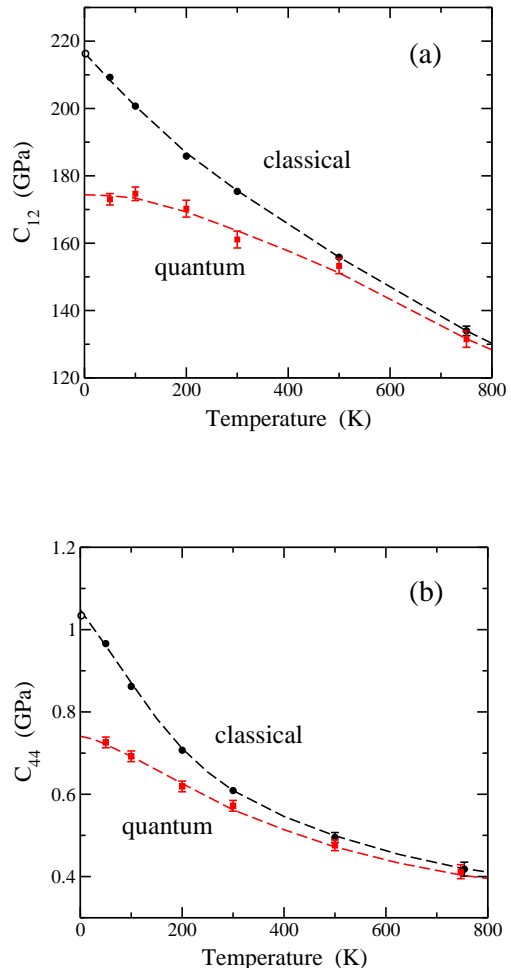 220
(a)
200
classical
180
C12 (GPa)
160
quantum
140
120
0 200 400 600 800
Temperature (K)
1.2
(b)
1
C44 (GPa)
0.8
classical
0.6
quantum
0.4
0 200 400 600 800
Temperature (K)